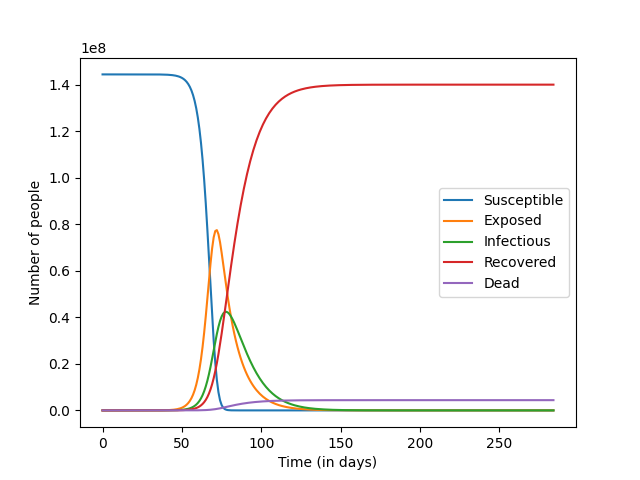 1e8
1.4
1.2
1.0
0.8
0.6
0.4
0.2
0.0
Number of people
Susceptible
Exposed
Infectious
Recovered
Dead
0 50 100 150 200 250
Time (in days)